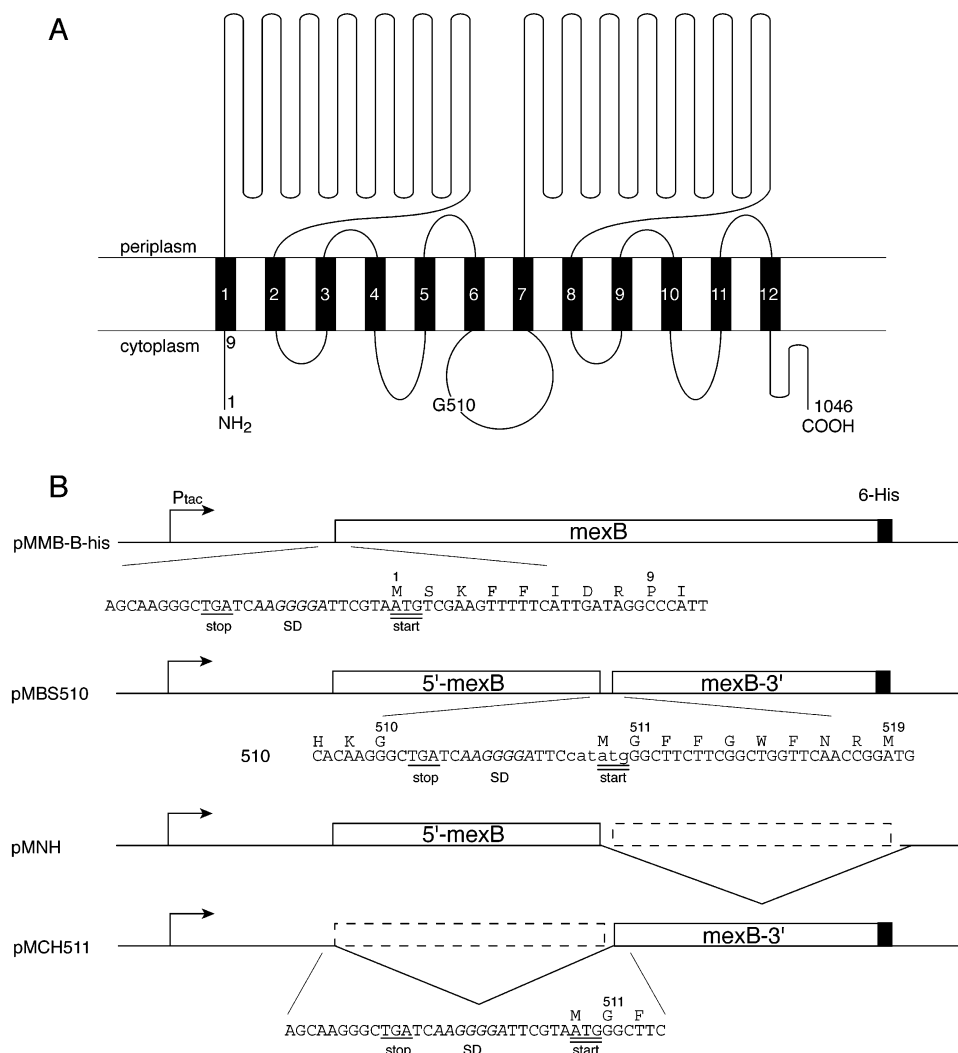 A
periplasm
1 2 3 4 5 6 7 8 9 10 11 12
cytoplasm
9
1
NH2
G510
1046
COOH
B
Ptac
6-His
pMMB-B-his
mexB
1 9
M S K F F I D R P I
AGCAAGGGCTGATCAAGGGGATTCGTAATGTCGAAGTTTTTCATTGATAGGCCCATT
stop SD start
pMBS510
5'-mexB
mexB-3'
510 511 519
H K G M G F F G W F N R M
510
CACAAGGGCTGATCAAGGGGATTCcatatgGGCTTCTTCGGCTGGTTCAACCGGATG
stop SD start
pMNH
5'-mexB
pMCH511
mexB-3'
511
M G F
AGCAAGGGCTGATCAAGGGGATTCGTAATGGGCTTC
stop SD start